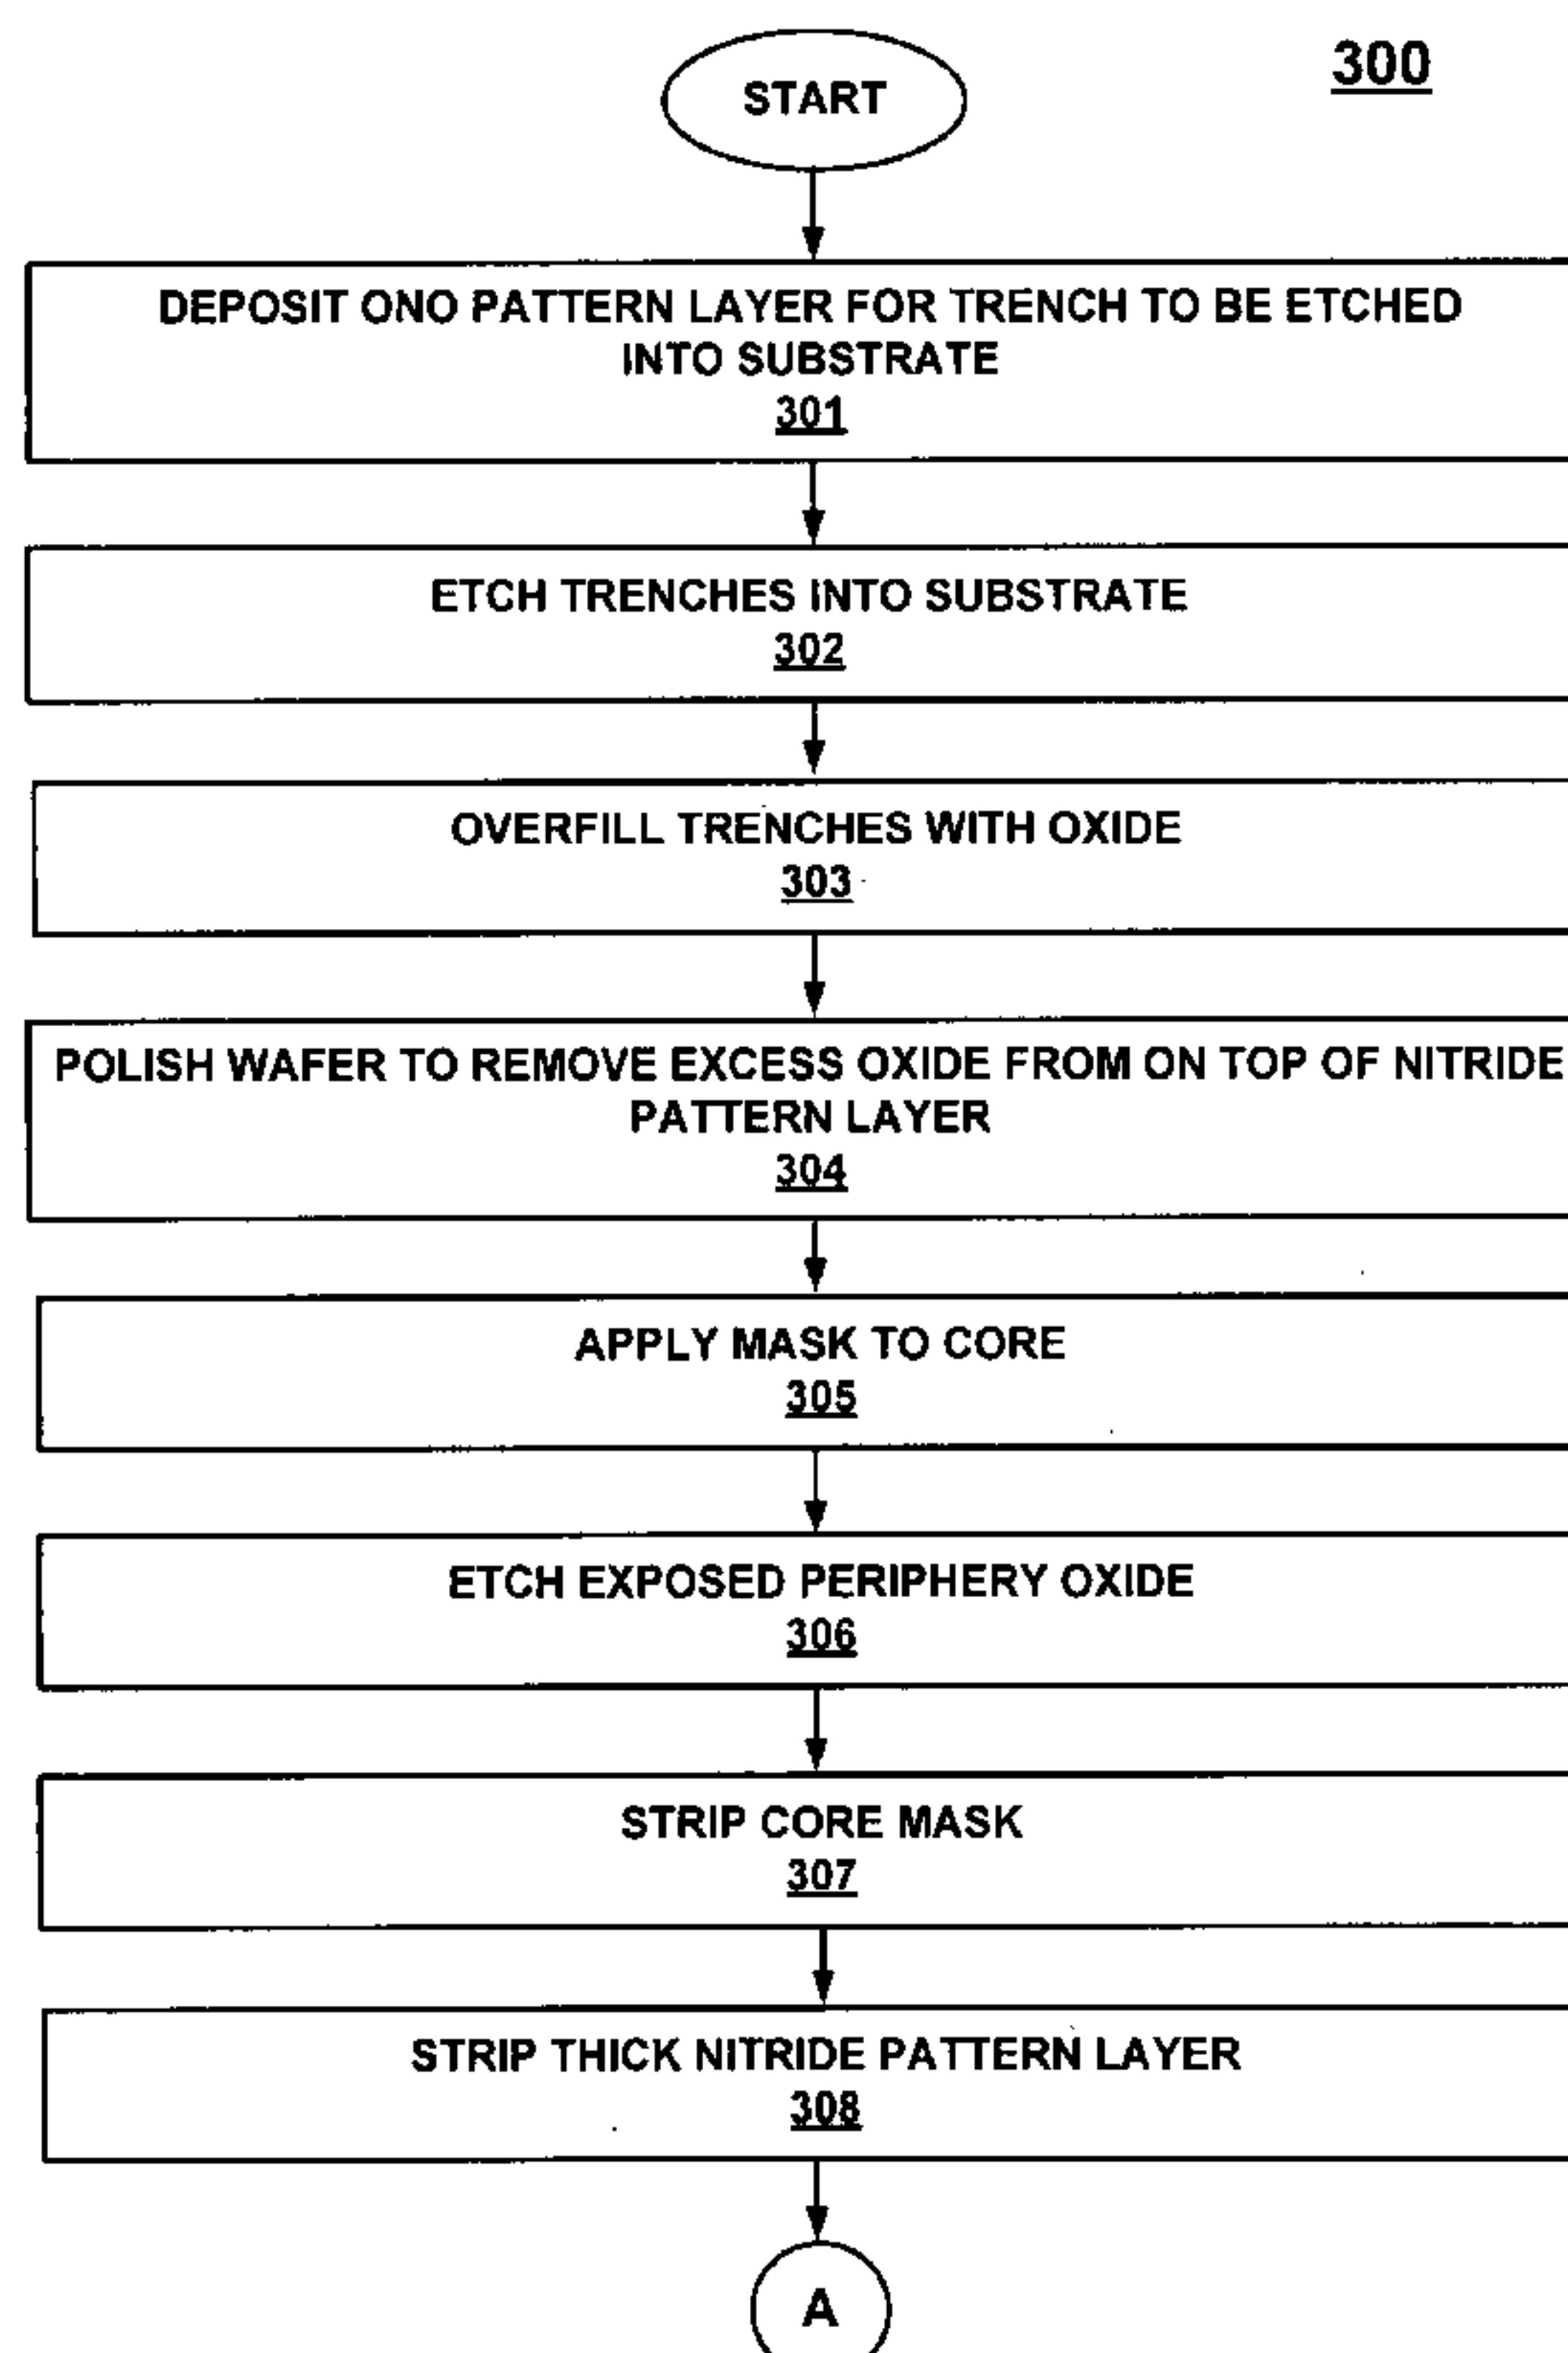 300
START
DEPOSIT ONO PATTERN LAYER FOR TRENCH TO BE ETCHED
INTO SUBSTRATE
301
ETCH TRENCHES INTO SUBSTRATE
302
OVERFILL TRENCHES WITH OXIDE
303
POLISH WAFER TO REMOVE EXCESS OXIDE FROM ON TOP OF NITRIDE
PATTERN LAYER
304
APPLY MASK TO CORE
305
ETCH EXPOSED PERIPHERY OXIDE
306
STRIP CORE MASK
307
STRIP THICK NITRIDE PATTERN LAYER
308
A